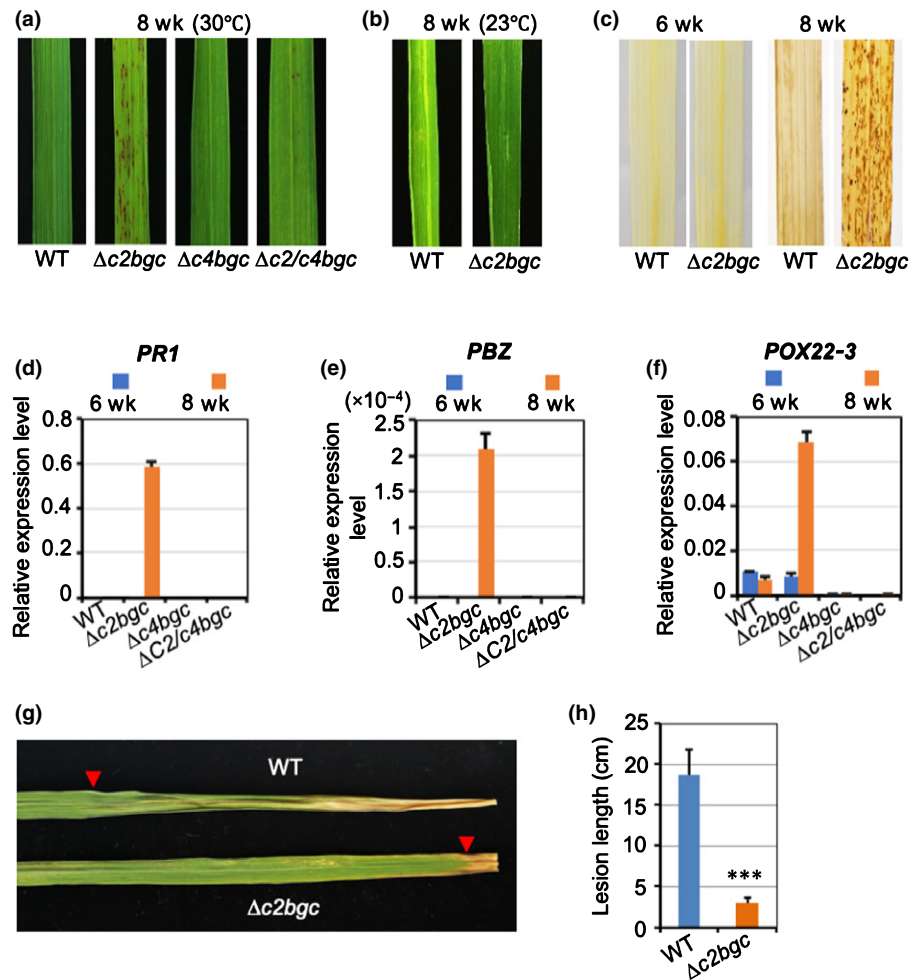 (a)
8 wk (30℃)
WT
Δc2bgc
Δc4bgc
Δc2/c4bgc
(b)
8 wk (23℃)
WT
Δc2bgc
(c)
6 wk
8 wk
WT
Δc2bgc
WT
Δc2bgc
(d)
PR1
6 wk
8 wk
Relative expression level
0.8
0.6
0.4
0.2
0
WT
Δc2bgc
Δc4bgc
ΔC2/c4bgc
(e)
PBZ
6 wk
8 wk
(×10⁻⁴)
Relative expression
level
2.5
2
1.5
1
0.5
0
WT
Δc2bgc
Δc4bgc
ΔC2/c4bgc
(f)
POX22-3
6 wk
8 wk
Relative expression level
0.08
0.06
0.04
0.02
0
WT
Δc2bgc
Δc4bgc
Δc2/c4bgc
(g)
WT
Δc2bgc
(h)
Lesion length (cm)
25
20
15
10
5
0
***
WT
Δc2bgc